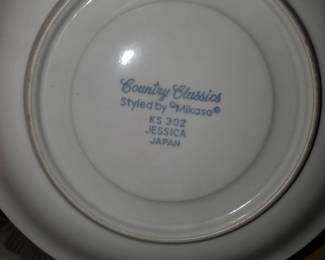 Country Classics
Styled by Mikasa®
KS 302
JESSICA
JAPAN